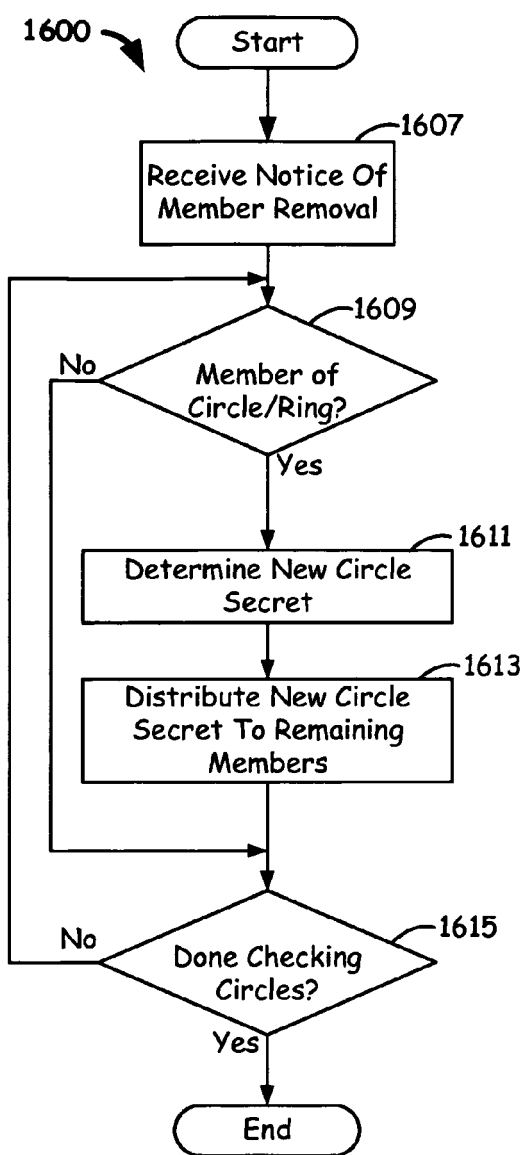 1600
Start
1607
Receive Notice Of
Member Removal
1609
No
Member of
Circle/Ring?
Yes
1611
Determine New Circle
Secret
1613
Distribute New Circle
Secret To Remaining
Members
1615
No
Done Checking
Circles?
Yes
End